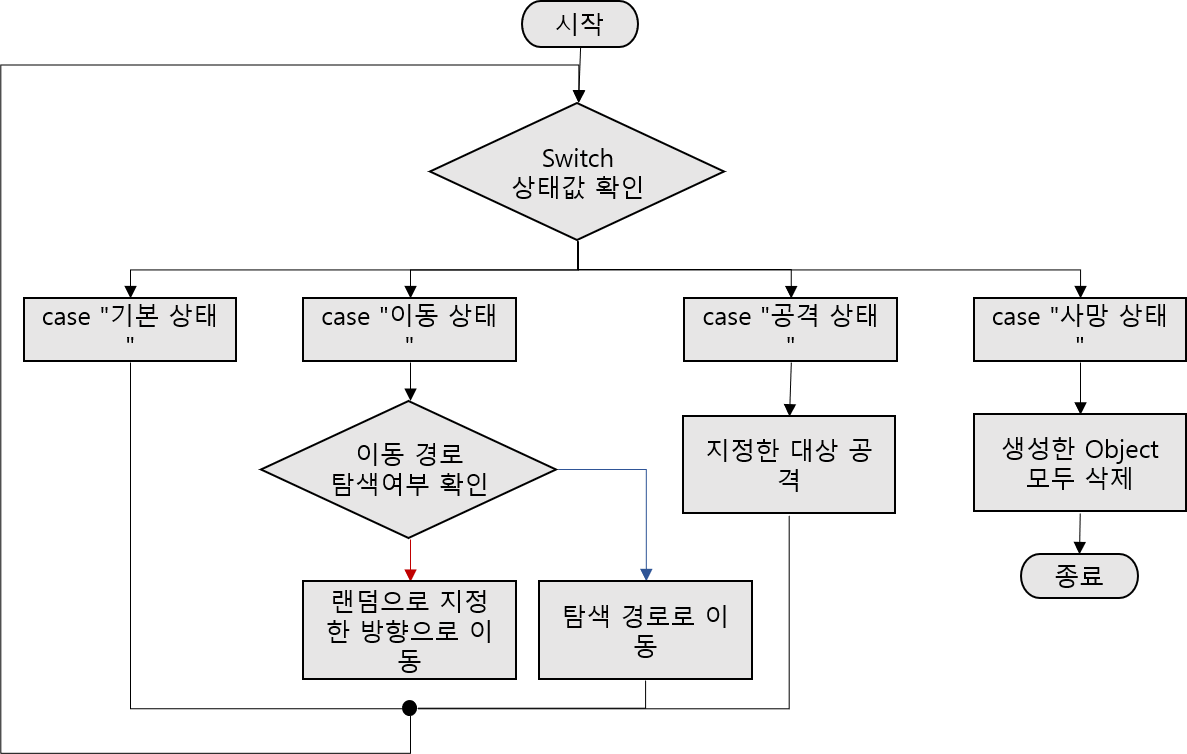 시작
Switch
상태값 확인
case "기본 상태
"
case "이동 상태
"
case "공격 상태
"
case "사망 상태
"
이동 경로
탐색여부 확인
지정한 대상 공
격
생성한 Object
모두 삭제
종료
랜덤으로 지정
한 방향으로 이
동
탐색 경로로 이
동